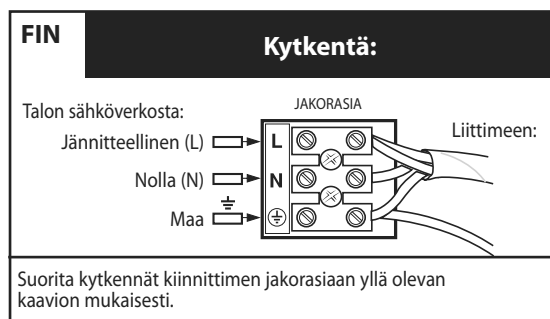 FIN
Kytkentä:
Talon sähköverkosta:
JAKORASIA
Liittimeen:
Jännitteellinen (L)
L
Nolla (N)
N
Maa
Suorita kytkennät kiinnittimen jakorasiaan yllä olevan
kaavion mukaisesti.